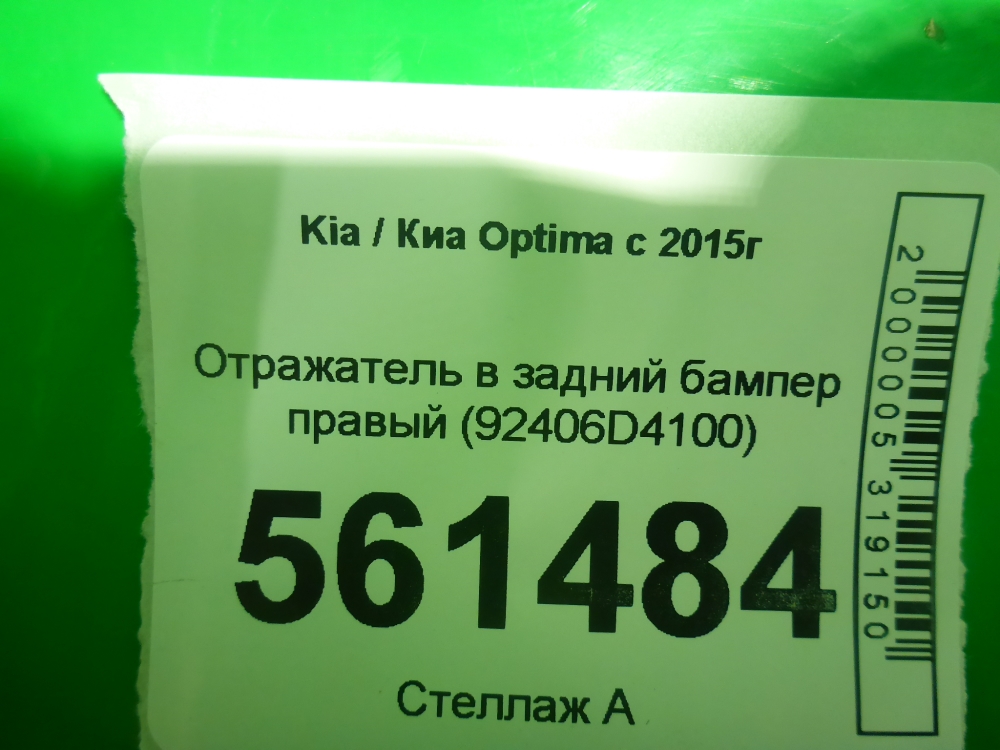 Kia / Киа Optima с 2015г
Отражатель в задний бампер
правый (92406D4100)
561484
Стеллаж А
2000005319150